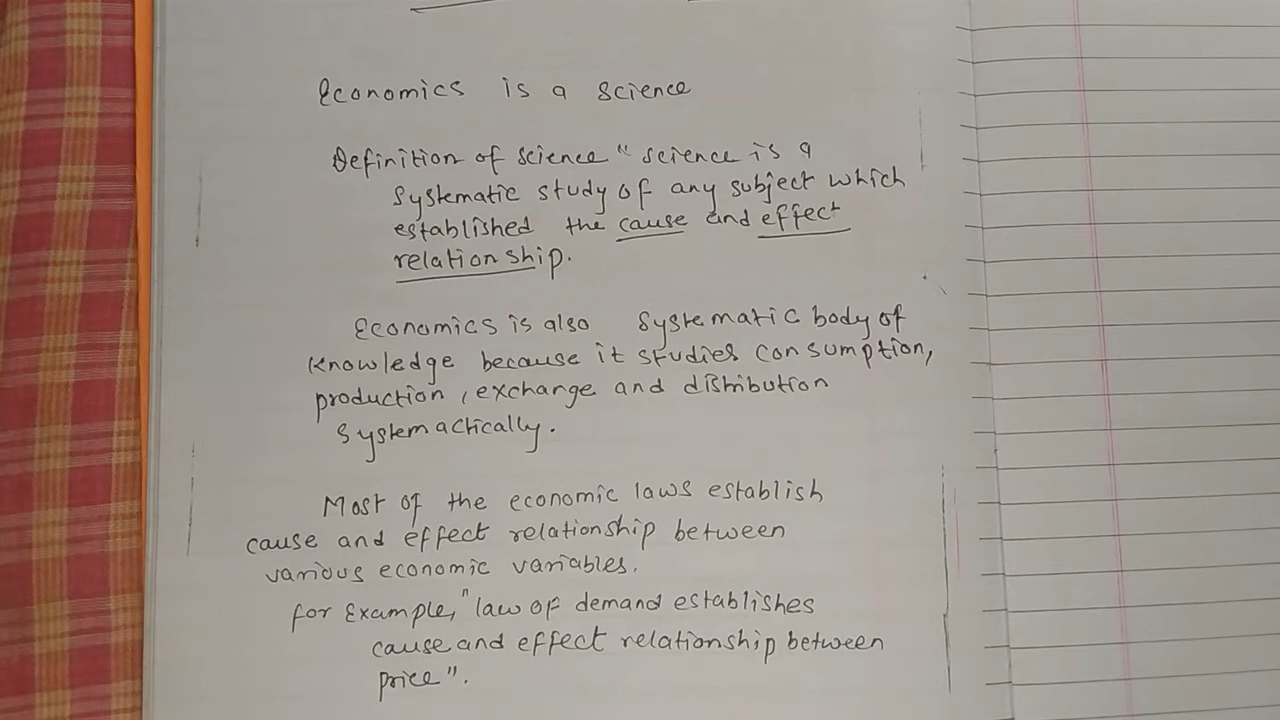 Economics is a science
Definition of science " science is a
systematic study of any subject which
established the cause and effect
relationship.
Economics is also systematic body of
knowledge because it studies consumption,
production, exchange and distribution
systemactically.
Most of the economic laws establish
cause and effect relationship between
various economic variables.
for Example, "law of demand establishes
cause and effect relationship between
price".